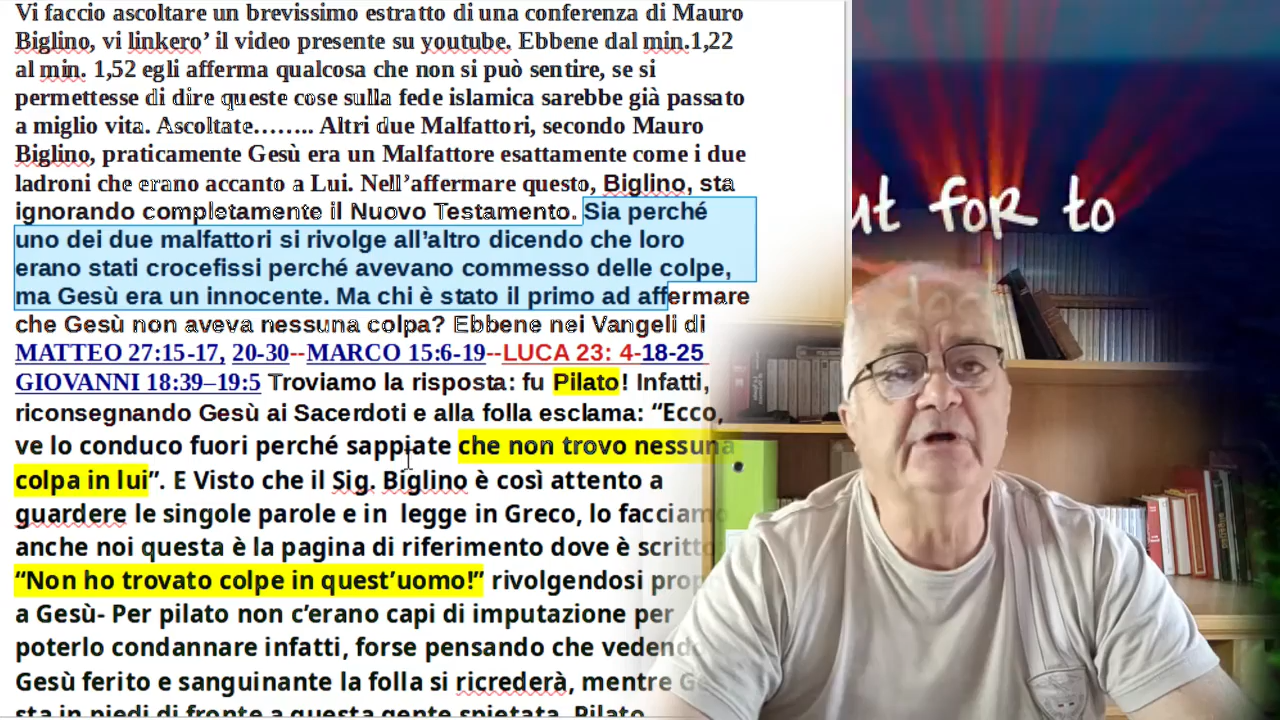 Vi faccio ascoltare un brevissimo estratto di una conferenza di Mauro
Biglino, vi linkero’ il video presente su youtube. Ebbene dal min.1,22
al min. 1,52 egli afferma qualcosa che non si può sentire, se si
permettesse di dire queste cose sulla fede islamica sarebbe già passato
a miglio vita. Ascoltate…….. Altri due Malfattori, secondo Mauro
Biglino, praticamente Gesù era un Malfattore esattamente come i due
ladroni che erano accanto a Lui. Nell’affermare questo, Biglino, sta
ignorando completamente il Nuovo Testamento. Sia perché
uno dei due malfattori si rivolge all’altro dicendo che loro
erano stati crocefissi perché avevano commesso delle colpe,
ma Gesù era un innocente. Ma chi è stato il primo ad affermare
che Gesù non aveva nessuna colpa? Ebbene nei Vangeli di
MATTEO 27:15-17, 20-30--MARCO 15:6-19--LUCA 23: 4-18-25
GIOVANNI 18:39–19:5 Troviamo la risposta: fu Pilato! Infatti,
riconsegnando Gesù ai Sacerdoti e alla folla esclama: “Ecco,
ve lo conduco fuori perché sappiate che non trovo nessuna
colpa in lui”. E Visto che il Sig. Biglino è così attento a
guardere le singole parole e in legge in Greco, lo facciamo
anche noi questa è la pagina di riferimento dove è scritto
“Non ho trovato colpe in quest’uomo!” rivolgendosi
a Gesù- Per pilato non c’erano capi di imputazione per
poterlo condannare infatti, forse pensando che vedendo
Gesù ferito e sanguinante la folla si ricrederà, mentre
sta in piedi di fronte a questa gente spietata, Pilato
for to